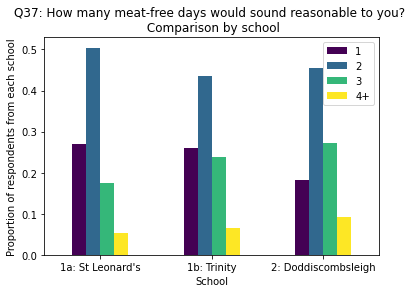 Q37: How many meat-free days would sound reasonable to you?
Comparison by school
Proportion of respondents from each school
0.5
0.4
0.3
0.2
0.1
0.0
1
2
3
4+
1a: St Leonard's
1b: Trinity
2: Doddiscombsleigh
School